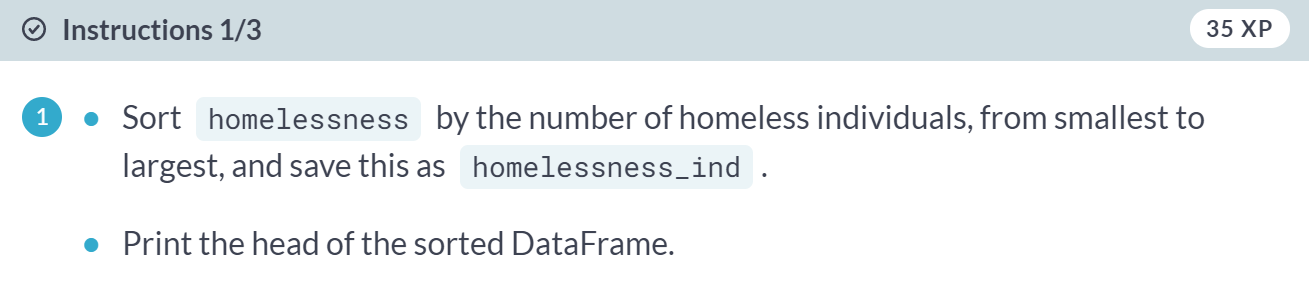 Instructions 1/3
35 XP
1
Sort homelessness by the number of homeless individuals, from smallest to
largest, and save this as homelessness_ind .
Print the head of the sorted DataFrame.